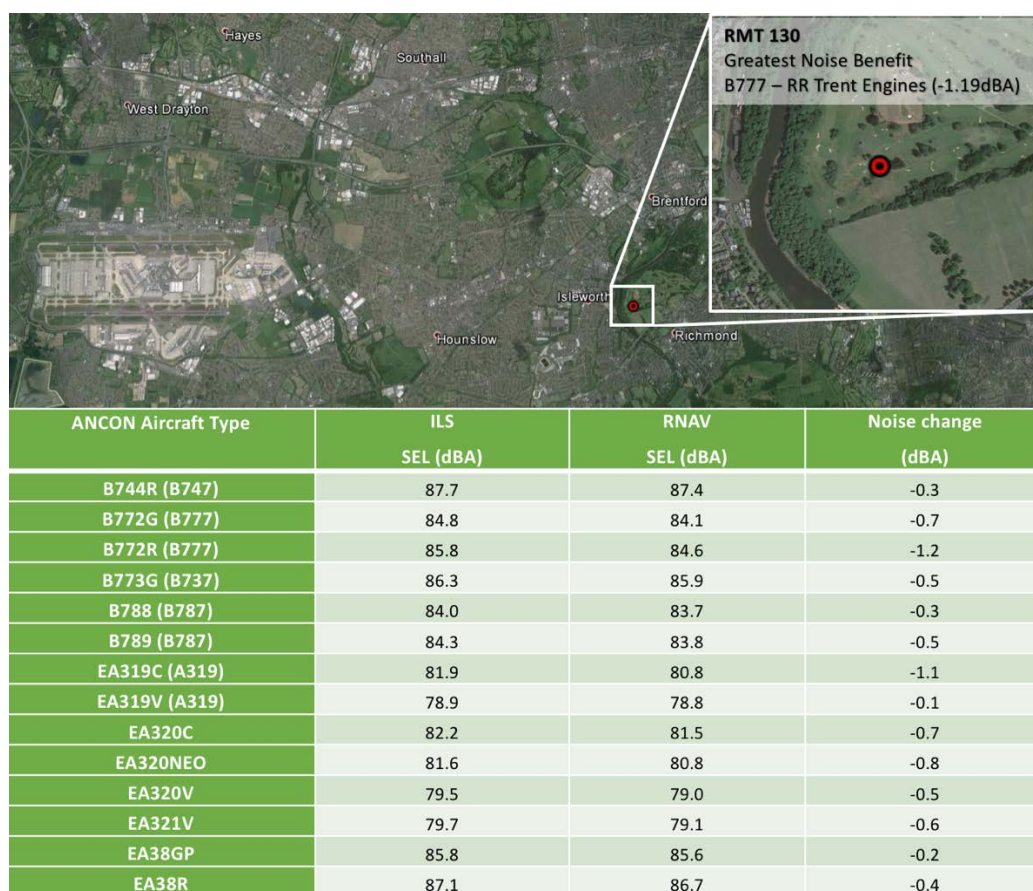 Hayes
Southall
West Drayton
Brentford
Isleworth
Hounslow
Richmond
RMT 130
Greatest Noise Benefit
B777 – RR Trent Engines (-1.19dBA)
ANCON Aircraft Type ILS RNAV Noise change
SEL (dBA) SEL (dBA) (dBA)
B744R (B747) 87.7 87.4 -0.3
B772G (B777) 84.8 84.1 -0.7
B772R (B777) 85.8 84.6 -1.2
B773G (B737) 86.3 85.9 -0.5
B788 (B787) 84.0 83.7 -0.3
B789 (B787) 84.3 83.8 -0.5
EA319C (A319) 81.9 80.8 -1.1
EA319V (A319) 78.9 78.8 -0.1
EA320C 82.2 81.5 -0.7
EA320NEO 81.6 80.8 -0.8
EA320V 79.5 79.0 -0.5
EA321V 79.7 79.1 -0.6
EA38GP 85.8 85.6 -0.2
EA38R 87.1 86.7 -0.4